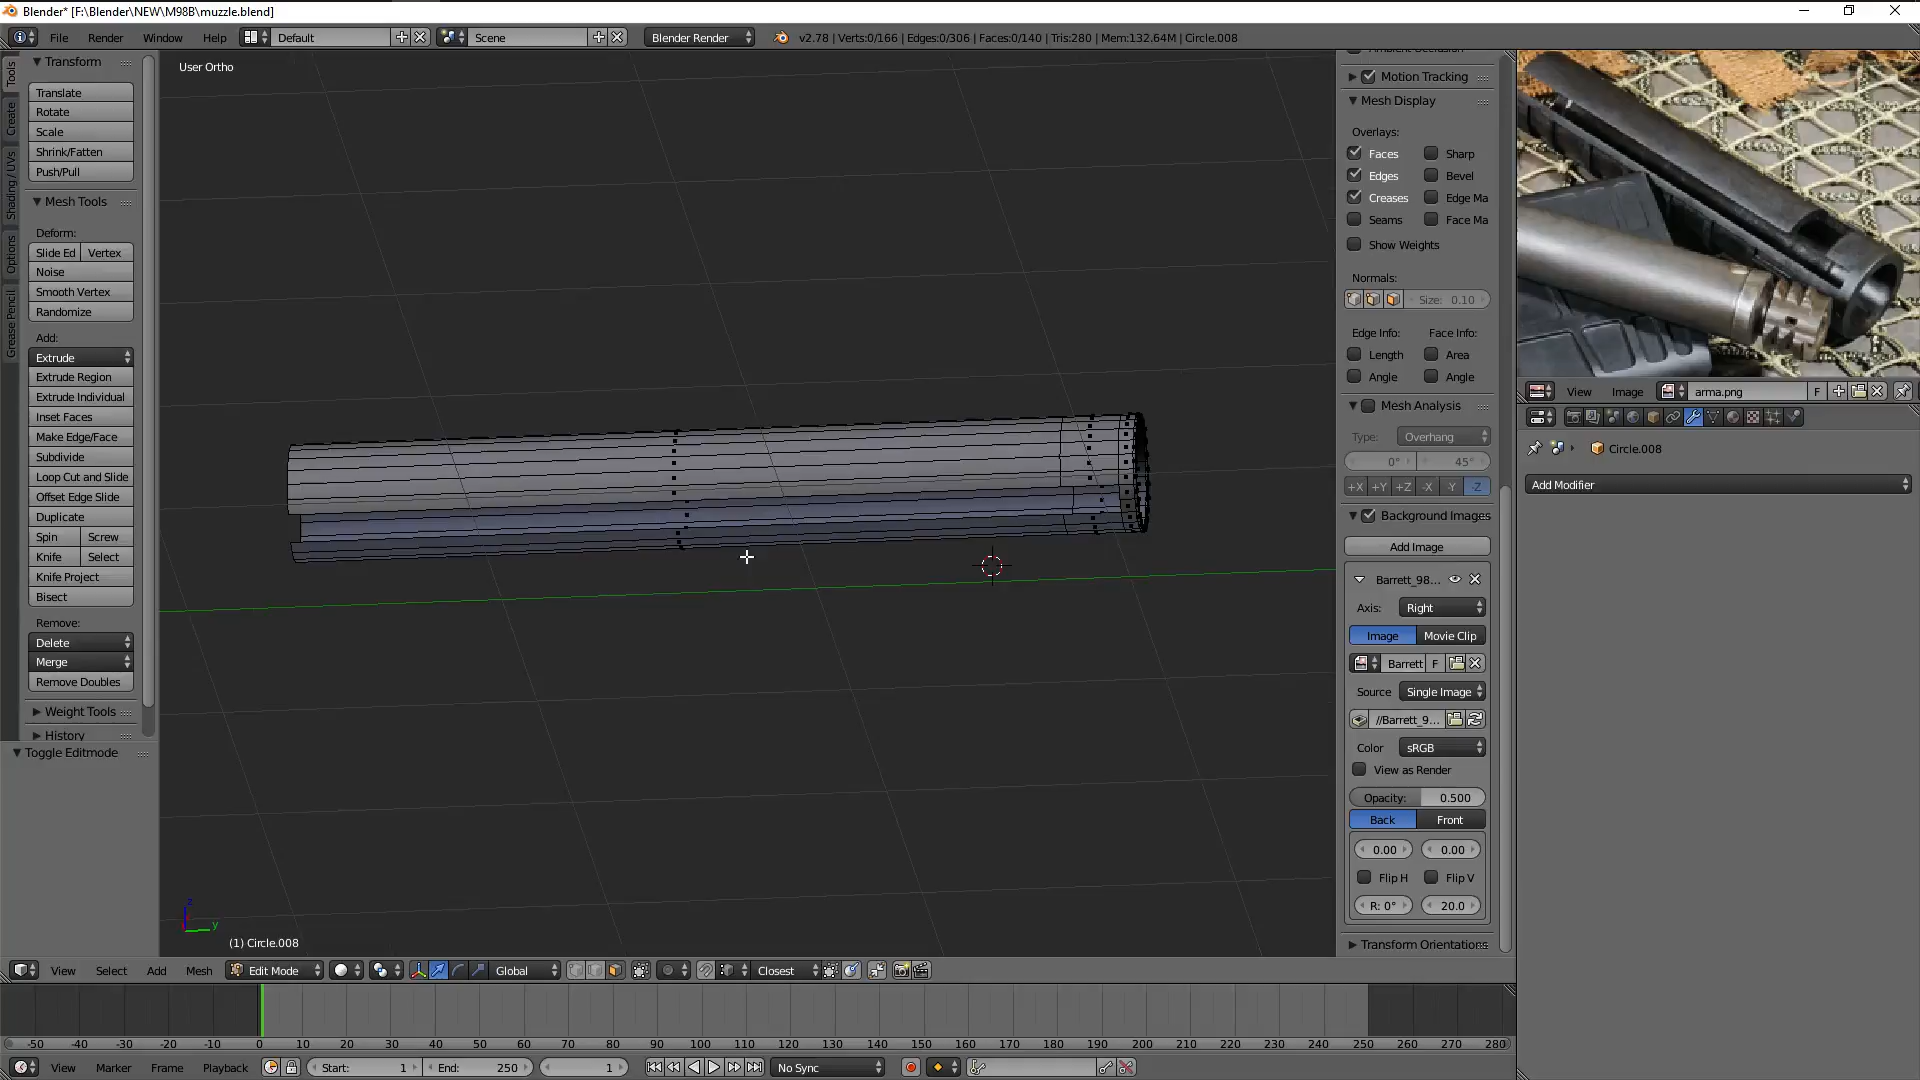 Blender* [F:\Blender\NEW\M98B\muzzle.blend]
File Render Window Help Default Scene Blender Render v2.78 | Verts:0/166 | Edges:0/306 | Faces:0/140 | Tris:280 | Mem:132.64M | Circle.008
User Ortho
Tools
Create
Shading / UVs
Options
Grease Pencil
Transform
Translate
Rotate
Scale
Shrink/Fatten
Push/Pull
Mesh Tools
Deform:
Slide Ed Vertex
Noise
Smooth Vertex
Randomize
Add:
Extrude
Extrude Region
Extrude Individual
Inset Faces
Make Edge/Face
Subdivide
Loop Cut and Slide
Offset Edge Slide
Duplicate
Spin Screw
Knife Select
Knife Project
Bisect
Remove:
Delete
Merge
Remove Doubles
Weight Tools
History
Toggle Editmode
z
y
(1) Circle.008
Motion Tracking
Mesh Display
Overlays:
Faces Sharp
Edges Bevel
Creases Edge Ma
Seams Face Ma
Show Weights
Normals:
Size: 0.10
Edge Info: Face Info:
Length Area
Angle Angle
Mesh Analysis
Type: Overhang
0° 45°
+X +Y +Z -X -Y -Z
Background Images
Add Image
Barrett_98...
Axis: Right
Image Movie Clip
Barrett F
Source Single Image
//Barrett_9...
Color sRGB
View as Render
Opacity: 0.500
Back Front
0.00 0.00
Flip H Flip V
R: 0° 20.0
Transform Orientations
View Image arma.png F
Circle.008
Add Modifier
View Select Add Mesh Edit Mode Global Closest
-50 -40 -30 -20 -10 0 10 20 30 40 50 60 70 80 90 100 110 120 130 140 150 160 170 180 190 200 210 220 230 240 250 260 270 280
View Marker Frame Playback Start: 1 End: 250 1 No Sync